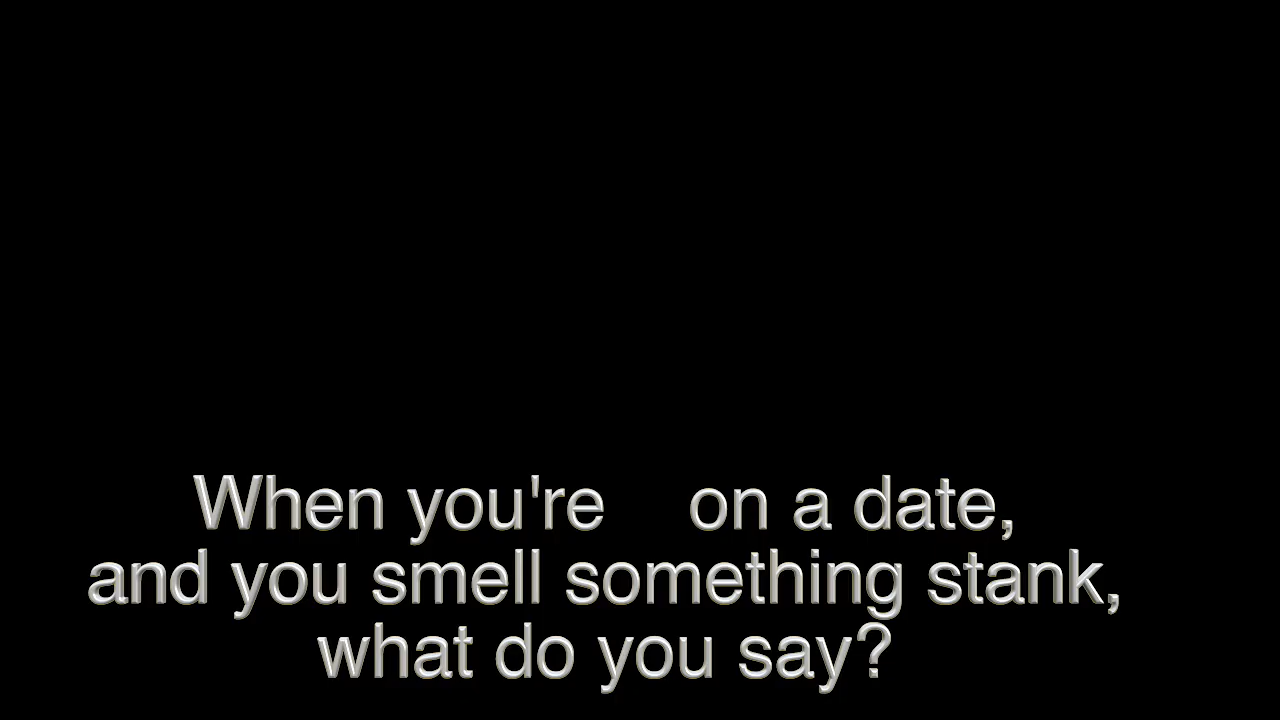 When you're on a date,
and you smell something stank,
what do you say?